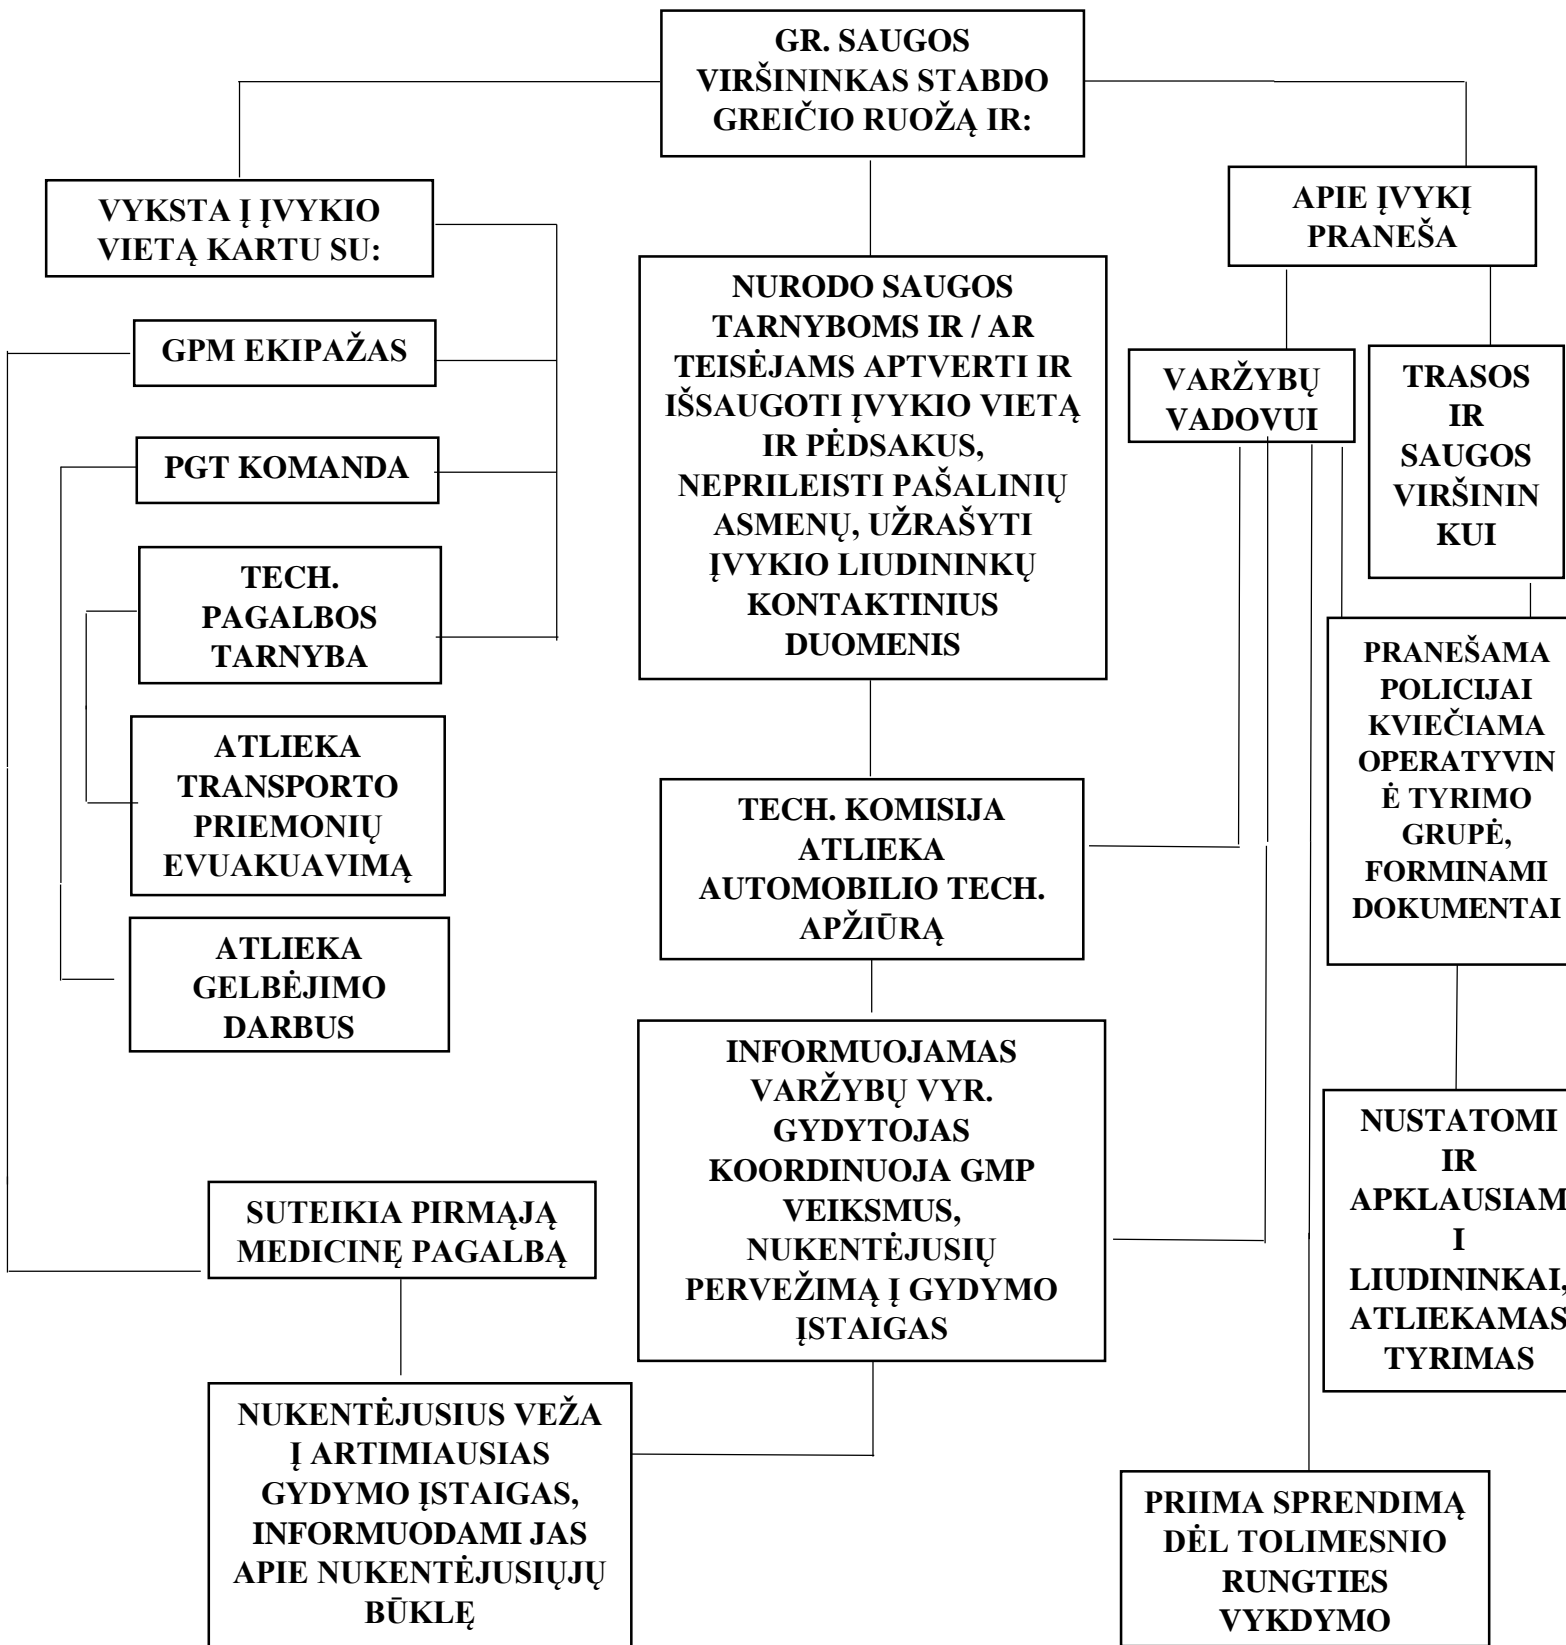 GR. SAUGOS
VIRŠININKAS STABDO
GREIČIO RUOŽĄ IR:
VYKSTA Į ĮVYKIO
VIETĄ KARTU SU:
GPM EKIPAŽAS
PGT KOMANDA
TECH.
PAGALBOS
TARNYBA
ATLIEKA
TRANSPORTO
PRIEMONIŲ
EVUAKUAVIMĄ
ATLIEKA
GELBĖJIMO
DARBUS
NURODO SAUGOS
TARNYBOMS IR / AR
TEISĖJAMS APTVERTI IR
IŠSAUGOTI ĮVYKIO VIETĄ
IR PĖDSAKUS,
NEPRILEISTI PAŠALINIŲ
ASMENŲ, UŽRAŠYTI
ĮVYKIO LIUDININKŲ
KONTAKTINIUS
DUOMENIS
TECH. KOMISIJA
ATLIEKA
AUTOMOBILIO TECH.
APŽIŪRĄ
INFORMUOJAMAS
VARŽYBŲ VYR.
GYDYTOJAS
KOORDINUOJA GMP
VEIKSMUS,
NUKENTĖJUSIŲ
PERVEŽIMĄ Į GYDYMO
ĮSTAIGAS
SUTEIKIA PIRMĄJĄ
MEDICINĘ PAGALBĄ
NUKENTĖJUSIUS VEŽA
Į ARTIMIAUSIAS
GYDYMO ĮSTAIGAS,
INFORMUODAMI JAS
APIE NUKENTĖJUSIŲJŲ
BŪKLĘ
APIE ĮVYKĮ
PRANEŠA
VARŽYBŲ
VADOVUI
TRASOS
IR
SAUGOS
VIRŠININ
KUI
PRANEŠAMA
POLICIJAI
KVIEČIAMA
OPERATYVIN
Ė TYRIMO
GRUPĖ,
FORMINAMI
DOKUMENTAI
NUSTATOMI
IR
APKLAUSIAM
I
LIUDININKAI,
ATLIEKAMAS
TYRIMAS
PRIIMA SPRENDIMĄ
DĖL TOLIMESNIO
RUNGTIES
VYKDYMO